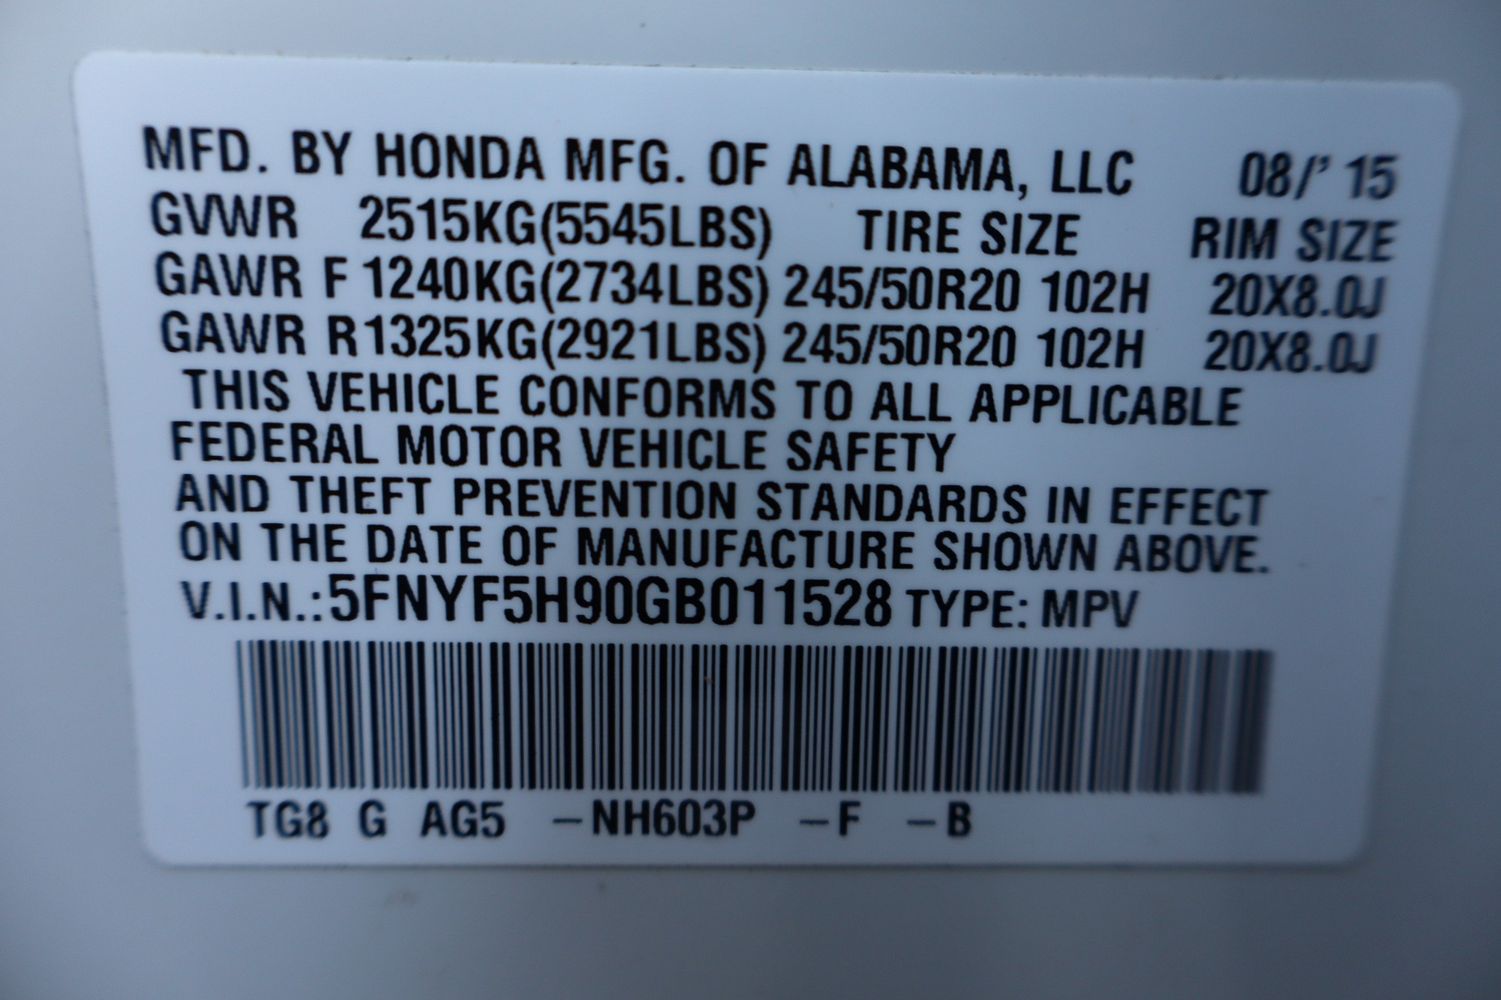 MFD. BY HONDA MFG. OF ALABAMA, LLC 08/' 15
GVWR 2515KG(5545LBS) TIRE SIZE RIM SIZE
GAWR F 1240KG(2734LBS) 245/50R20 102H 20X8.0J
GAWR R 1325KG(2921LBS) 245/50R20 102H 20X8.0J
THIS VEHICLE CONFORMS TO ALL APPLICABLE
FEDERAL MOTOR VEHICLE SAFETY
AND THEFT PREVENTION STANDARDS IN EFFECT
ON THE DATE OF MANUFACTURE SHOWN ABOVE.
V.I.N.:5FNYF5H90GB011528 TYPE: MPV
TG8 G AG5 –NH603P –F –B